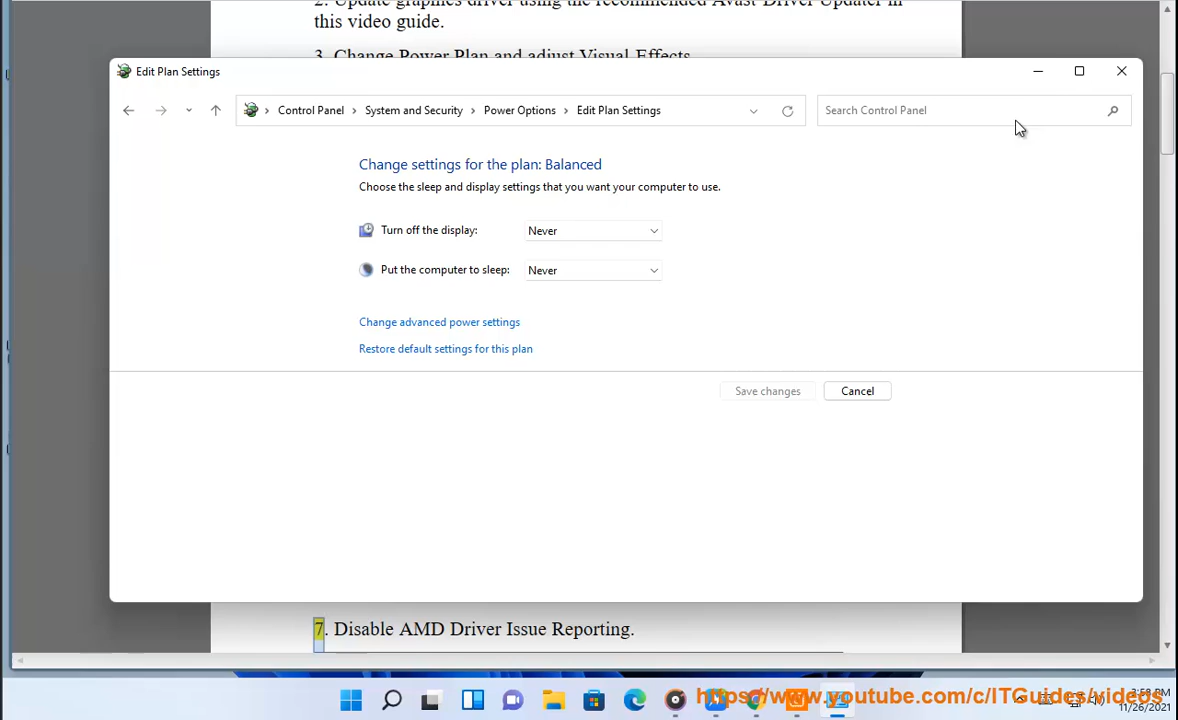 2. Update graphics driver using the recommended Avast Driver Updater in
this video guide.
3. Change Power Plan and adjust Visual Effects
Edit Plan Settings
Control Panel > System and Security > Power Options > Edit Plan Settings
Search Control Panel
Change settings for the plan: Balanced
Choose the sleep and display settings that you want your computer to use.
Turn off the display: Never
Put the computer to sleep: Never
Change advanced power settings
Restore default settings for this plan
Save changes Cancel
7. Disable AMD Driver Issue Reporting.
https://www.youtube.com/c/ITGuides/videos
3:58 PM
11/26/2021